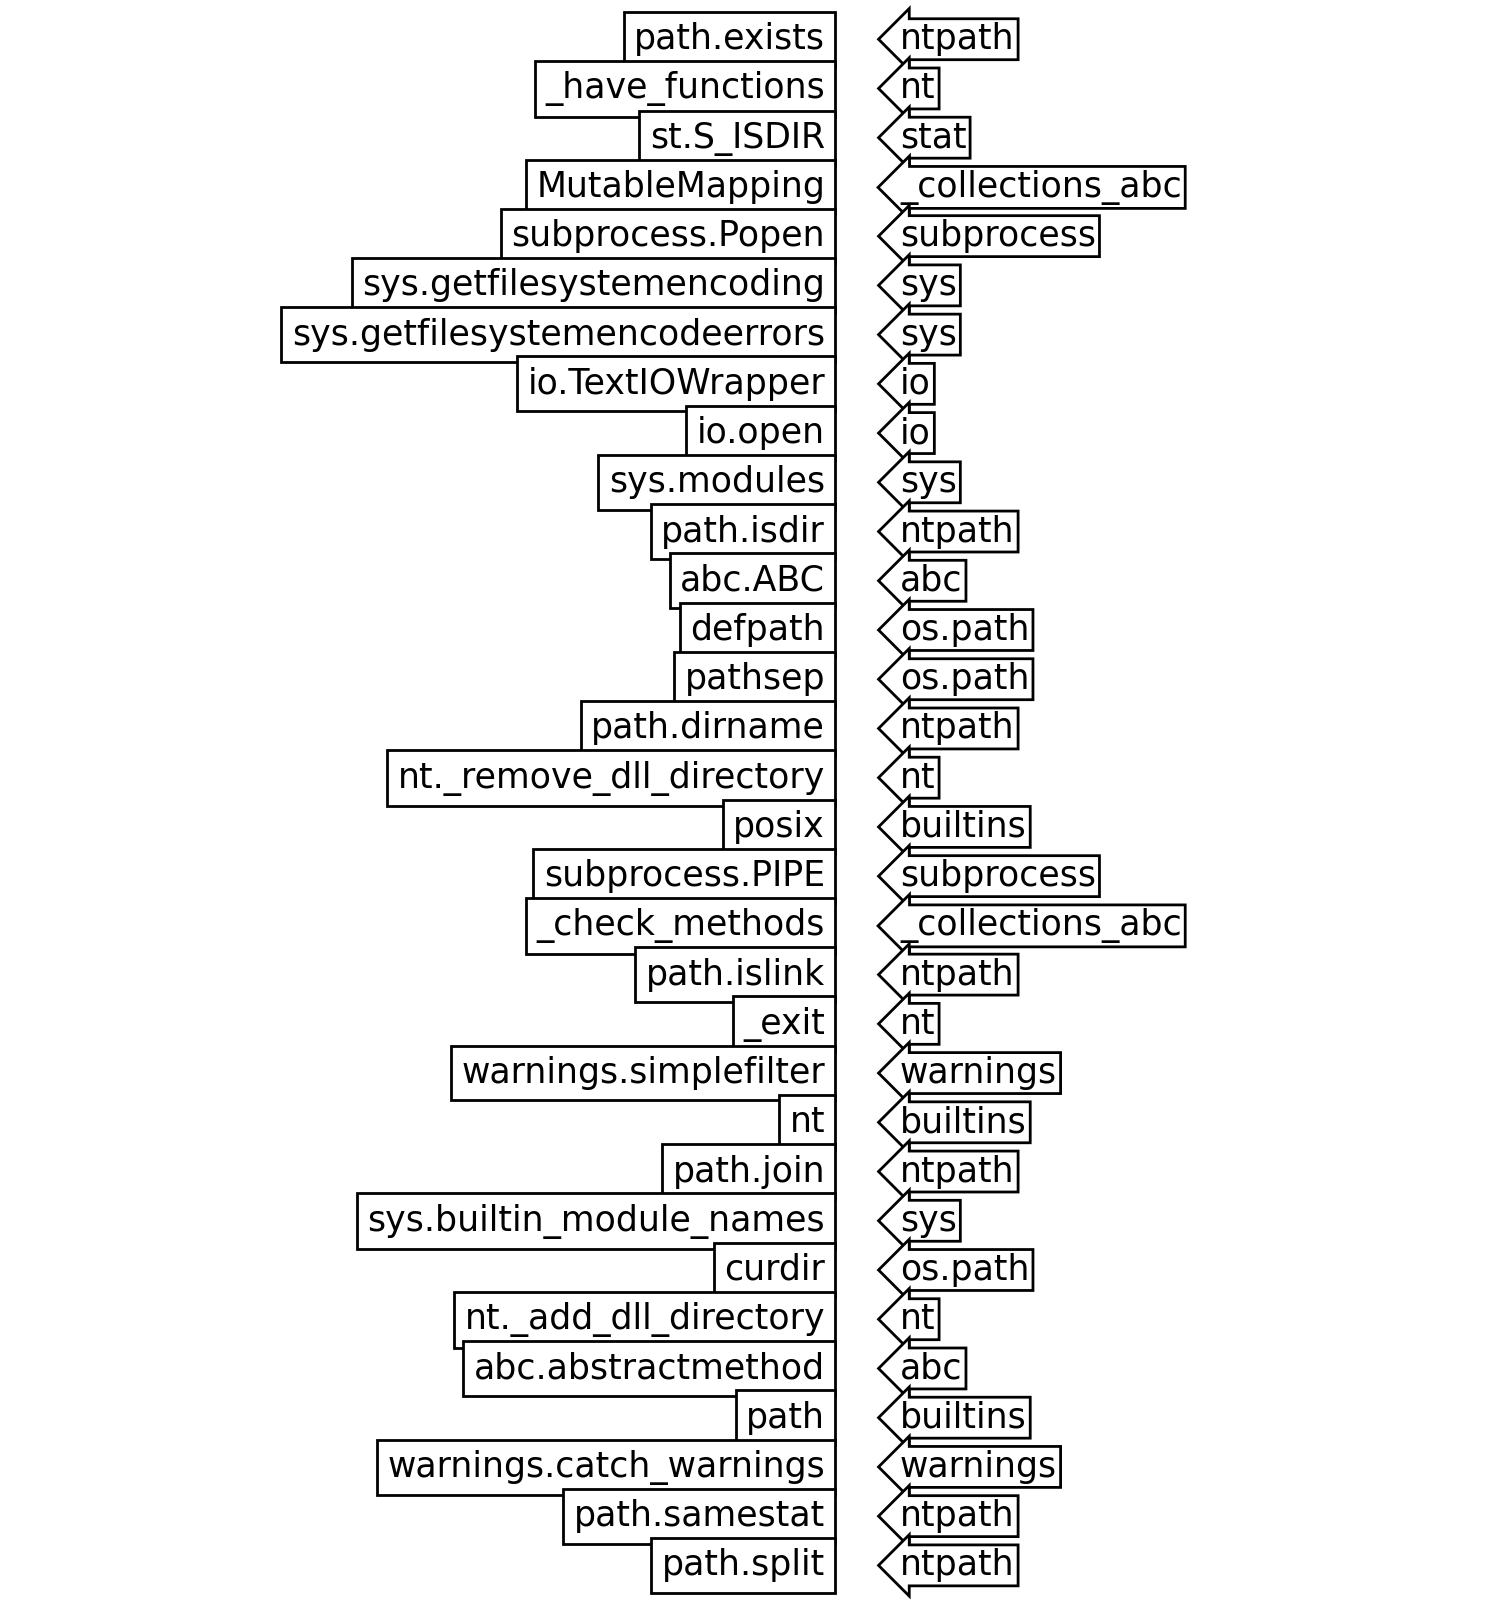 path.exists ntpath
_have_functions nt
st.S_ISDIR stat
MutableMapping _collections_abc
subprocess.Popen subprocess
sys.getfilesystemencoding sys
sys.getfilesystemencodeerrors sys
io.TextIOWrapper io
io.open io
sys.modules sys
path.isdir ntpath
abc.ABC abc
defpath os.path
pathsep os.path
path.dirname ntpath
nt._remove_dll_directory nt
posix builtins
subprocess.PIPE subprocess
_check_methods _collections_abc
path.islink ntpath
_exit nt
warnings.simplefilter warnings
nt builtins
path.join ntpath
sys.builtin_module_names sys
curdir os.path
nt._add_dll_directory nt
abc.abstractmethod abc
path builtins
warnings.catch_warnings warnings
path.samestat ntpath
path.split ntpath